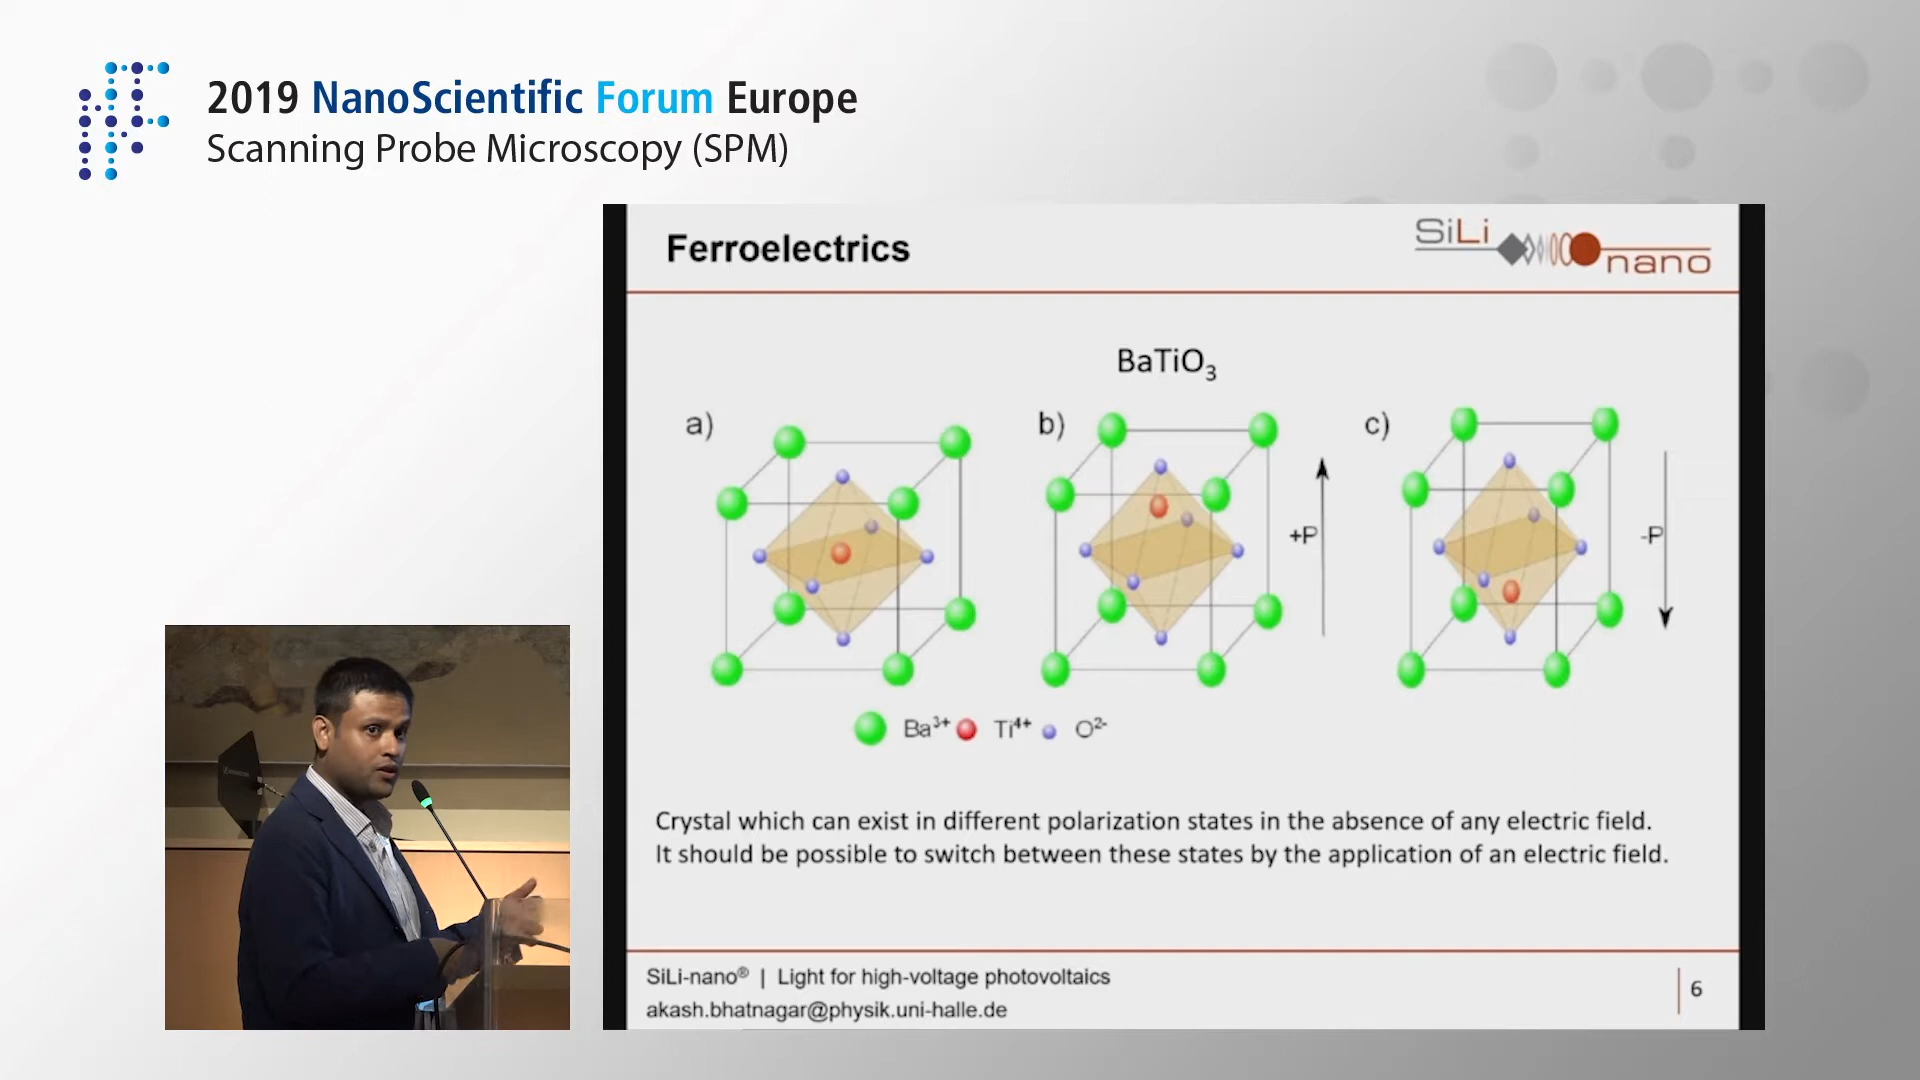 2019 NanoScientific Forum Europe
Scanning Probe Microscopy (SPM)
Ferroelectrics
SiLi
nano
BaTiO₃
a)
b)
c)
+P
-P
Ba³⁺ Ti⁴⁺ O²⁻
Crystal which can exist in different polarization states in the absence of any electric field.
It should be possible to switch between these states by the application of an electric field.
SiLi-nano® | Light for high-voltage photovoltaics
akash.bhatnagar@physik.uni-halle.de
6